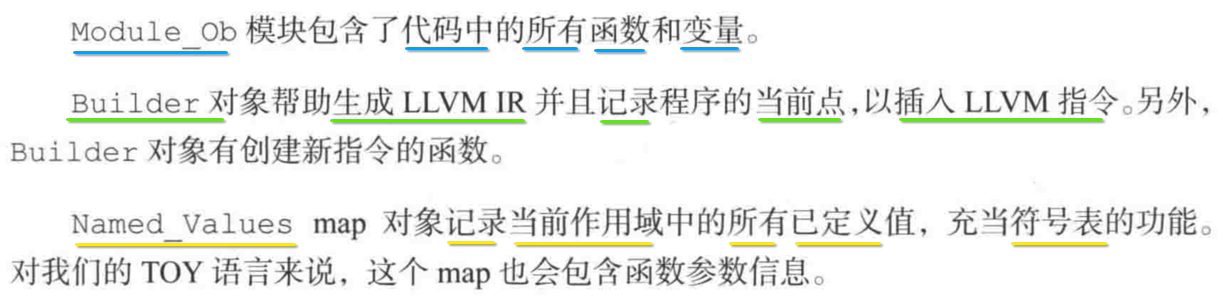 Module_Ob 模块包含了代码中的所有函数和变量。
Builder 对象帮助生成 LLVM IR 并且记录程序的当前点,以插入 LLVM 指令。另外,
Builder 对象有创建新指令的函数。
Named_Values map 对象记录当前作用域中的所有已定义值，充当符号表的功能。
对我们的 TOY 语言来说，这个 map 也会包含函数参数信息。